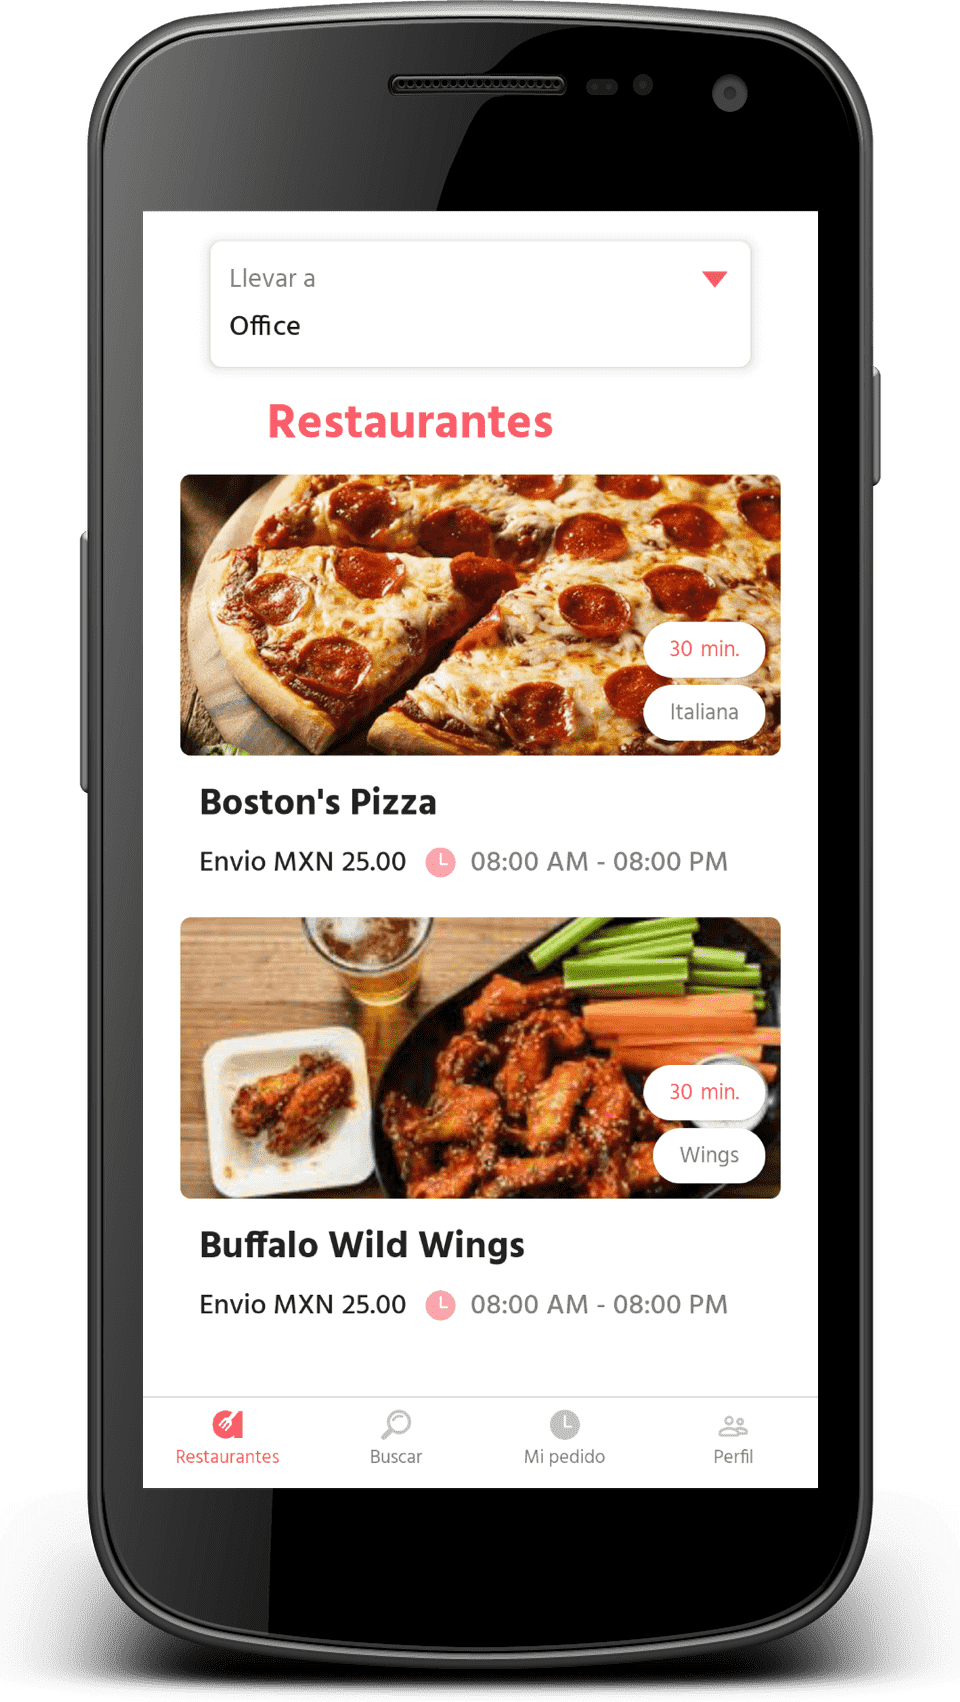 Llevar a
Office
Restaurantes
30 min.
Italiana
Boston's Pizza
Envio MXN 25.00 08:00 AM - 08:00 PM
30 min.
Wings
Buffalo Wild Wings
Envio MXN 25.00 08:00 AM - 08:00 PM
Restaurantes Buscar Mi pedido Perfil